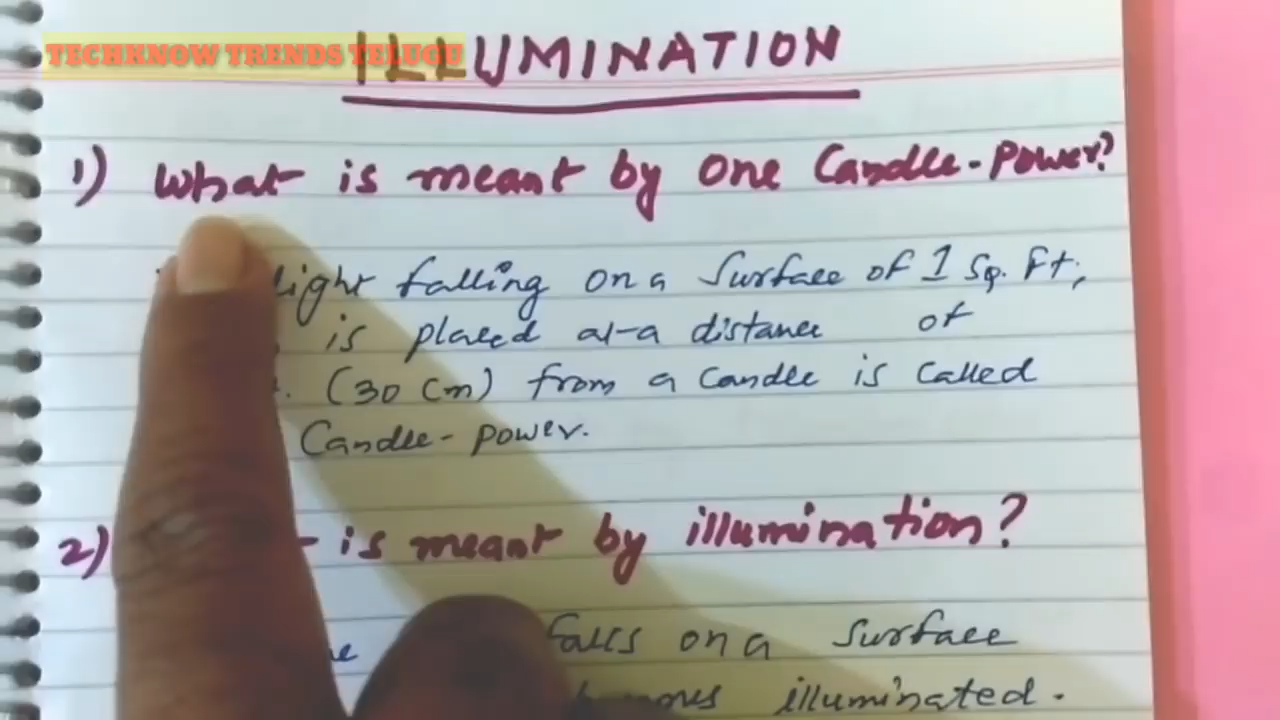 TECHKNOW TRENDS TELUGU
ILLUMINATION
1) What is meant by one Candle-Power?
light falling on a Surface of 1 Sq. Ft,
is placed at a distance of
(30 Cm) from a Candle is Called
Candle-power.
2) is meant by illumination?
falls on a Surface
illuminated.